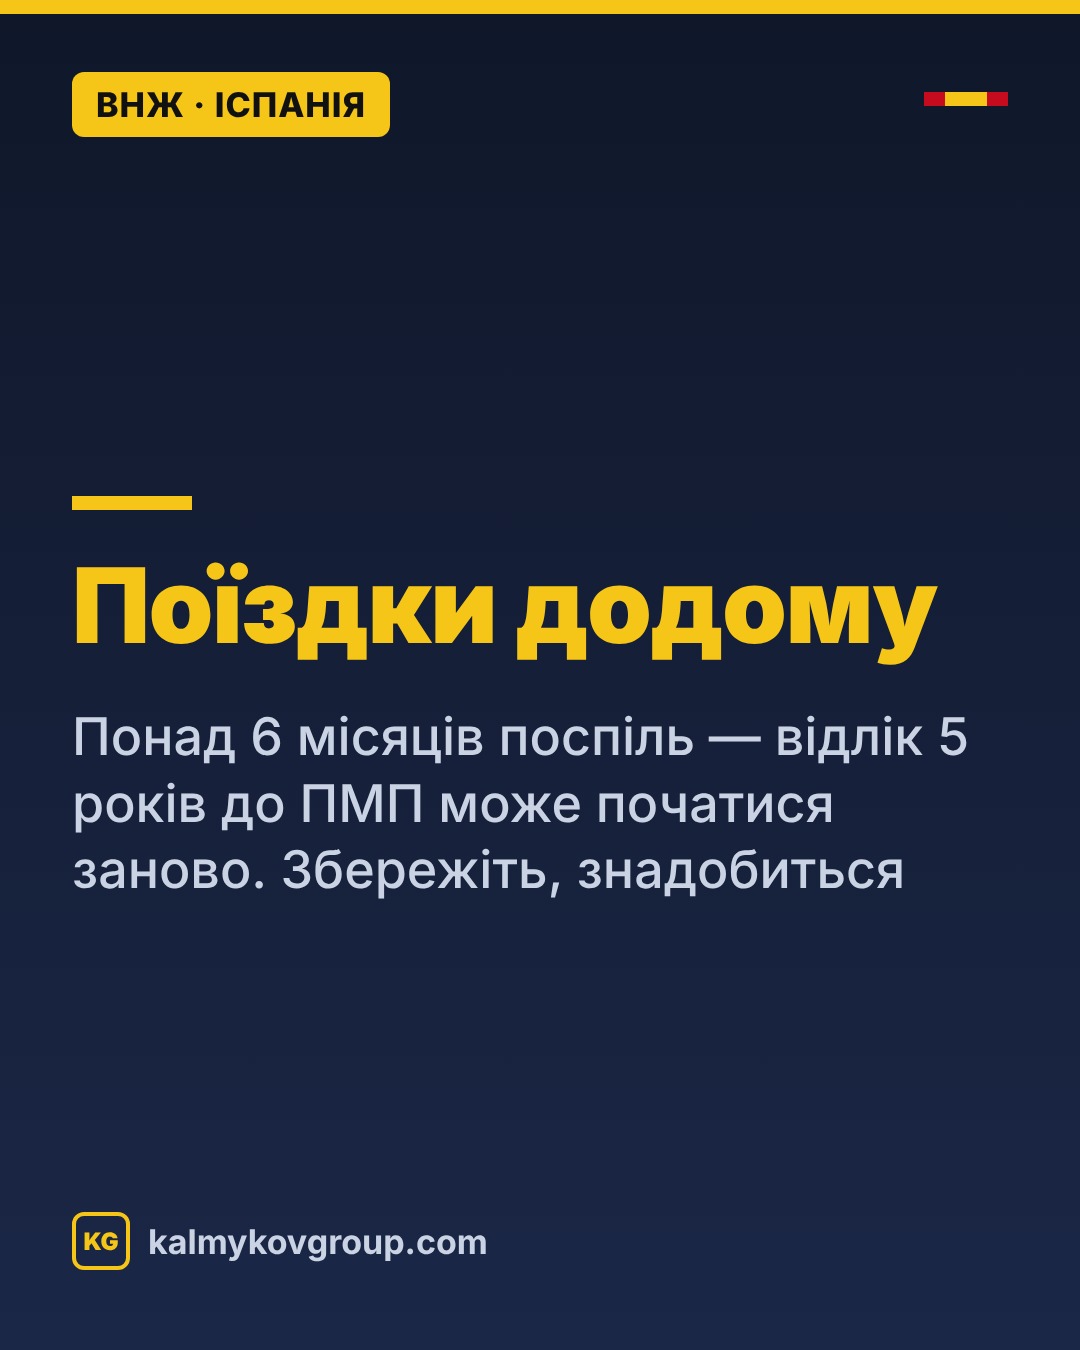 ВНЖ · ІСПАНІЯ
Поїздки додому
Понад 6 місяців поспіль — відлік 5
років до ПМП може початися
заново. Збережіть, знадобиться
KG kalmykovgroup.com